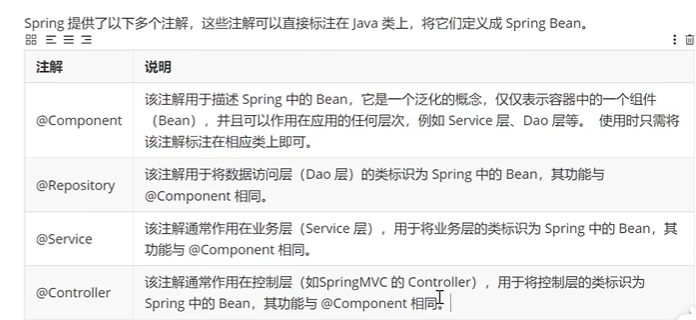 Spring 提供了以下多个注解，这些注解可以直接标注在 Java 类上，将它们定义成 Spring Bean。
注解 说明
@Component
该注解用于描述 Spring 中的 Bean，它是一个泛化的概念，仅仅表示容器中的一个组件
（Bean），并且可以作用在应用的任何层次，例如 Service 层、Dao 层等。 使用时只需将
该注解标注在相应类上即可。
@Repository
该注解用于将数据访问层（Dao 层）的类标识为 Spring 中的 Bean，其功能与
@Component 相同。
@Service
该注解通常作用在业务层（Service 层），用于将业务层的类标识为 Spring 中的 Bean，其
功能与 @Component 相同。
@Controller
该注解通常作用在控制层（如SpringMVC 的 Controller），用于将控制层的类标识为
Spring 中的 Bean，其功能与 @Component 相同。